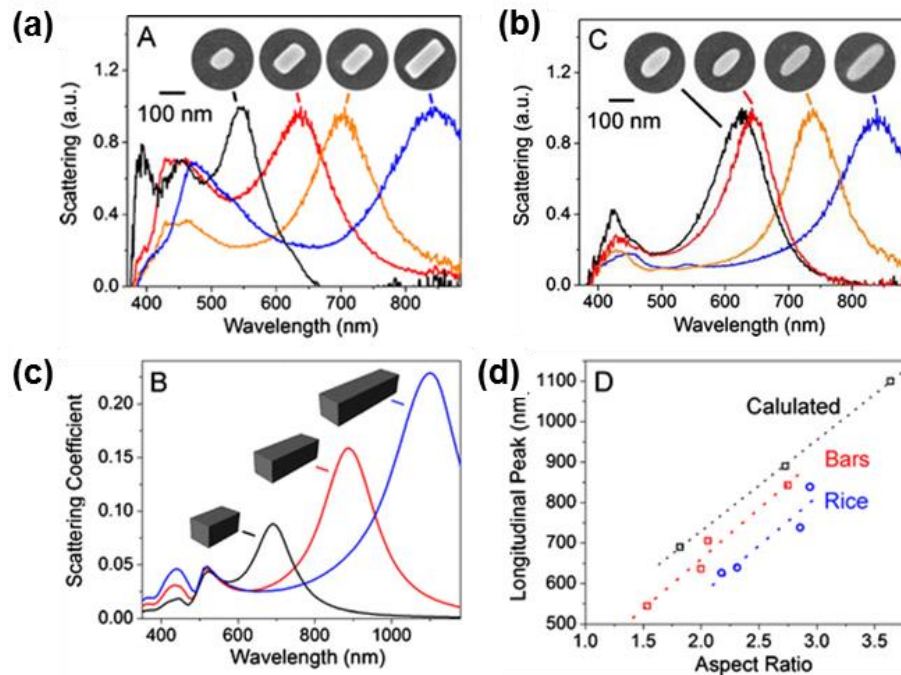 (a)
A
100 nm
Scattering (a.u.)
1.2
0.8
0.4
0.0
400 500 600 700 800
Wavelength (nm)
(b)
C
100 nm
Scattering (a.u.)
1.2
0.8
0.4
0.0
400 500 600 700 800
Wavelength (nm)
(c)
B
Scattering Coefficient
0.20
0.15
0.10
0.05
0.00
400 600 800 1000
Wavelength (nm)
(d)
D
Calulated
Bars
Rice
Longitudinal Peak (nm)
1100
1000
900
800
700
600
500
1.0 1.5 2.0 2.5 3.0 3.5
Aspect Ratio